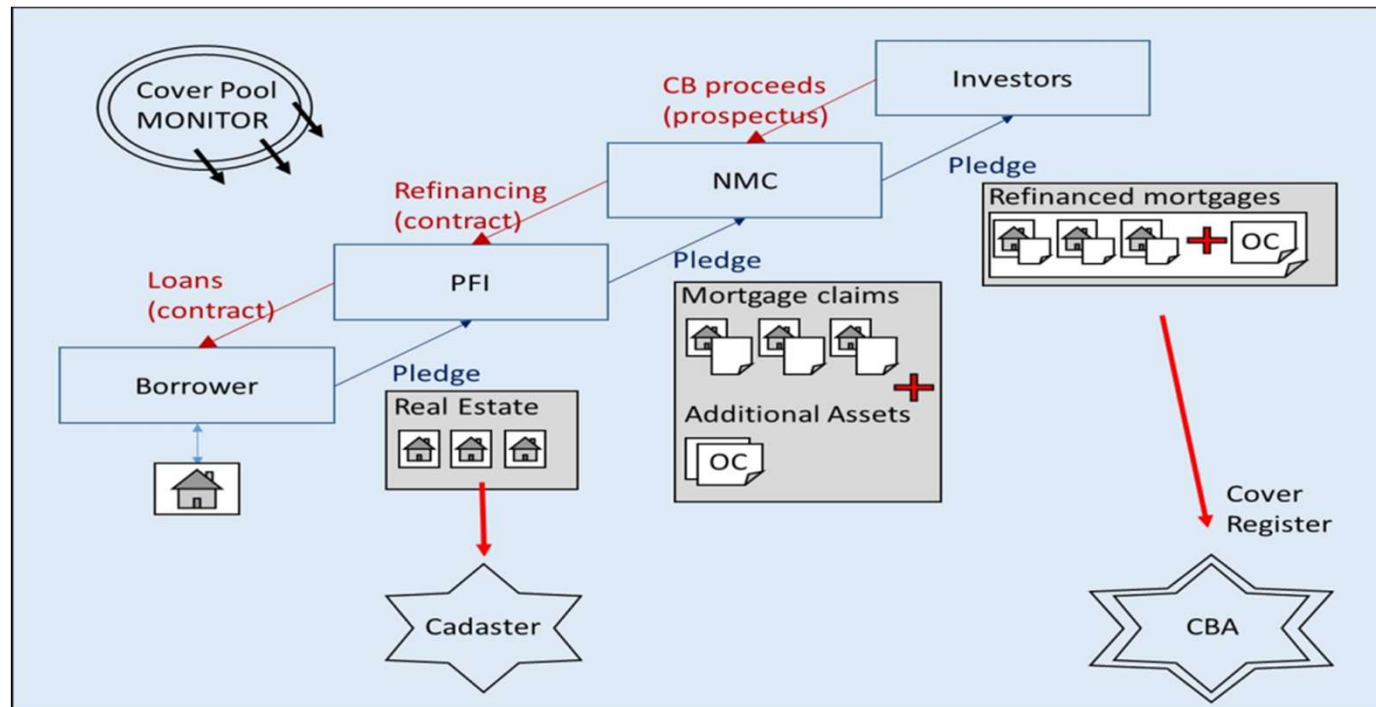 Cover Pool
MONITOR
CB proceeds
(prospectus)
Investors
Refinancing
(contract)
NMC
Pledge
Refinanced mortgages
OC
Loans
(contract)
PFI
Pledge
Mortgage claims
Additional Assets
OC
Borrower
Pledge
Real Estate
Cadaster
Cover
Register
CBA